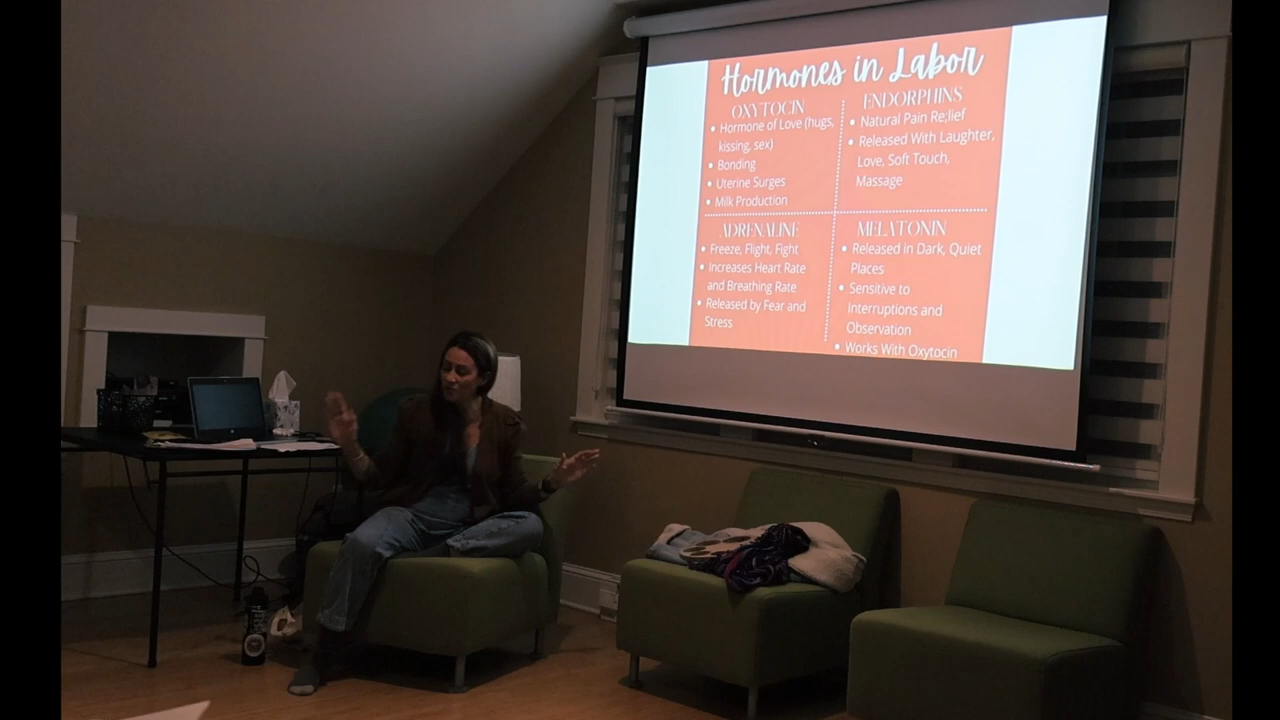 Hormones in Labor
OXYTOCIN
• Hormone of Love (hugs,
kissing, sex)
• Bonding
• Uterine Surges
• Milk Production
ENDORPHINS
• Natural Pain Re;lief
• Released With Laughter,
Love, Soft Touch,
Massage
ADRENALINE
• Freeze, Flight, Fight
• Increases Heart Rate
and Breathing Rate
• Released by Fear and
Stress
MELATONIN
• Released in Dark, Quiet
Places
• Sensitive to
Interruptions and
Observation
• Works With Oxytocin